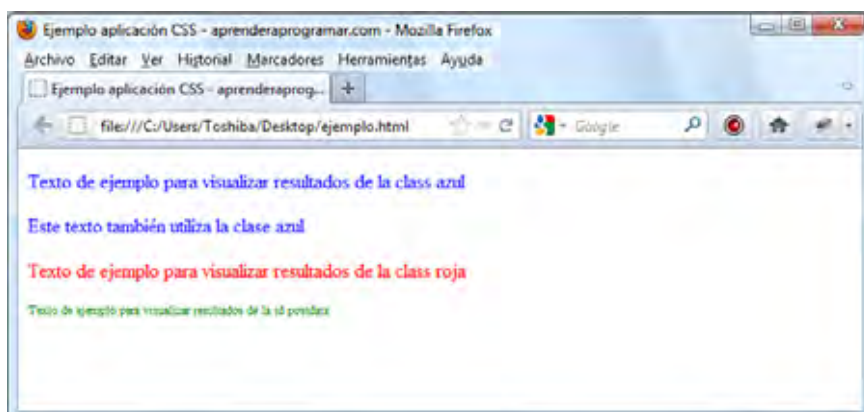 Ejemplo aplicación CSS - aprenderaprogramar.com - Mozilla Firefox
Archivo Editar Ver Historial Marcadores Herramientas Ayuda
Ejemplo aplicación CSS - aprenderaprog... +
file:///C:/Users/Toshiba/Desktop/ejemplo.html Google
Texto de ejemplo para visualizar resultados de la class azul
Este texto también utiliza la clase azul
Texto de ejemplo para visualizar resultados de la class roja
Texto de ejemplo para visualizar resultados de la id